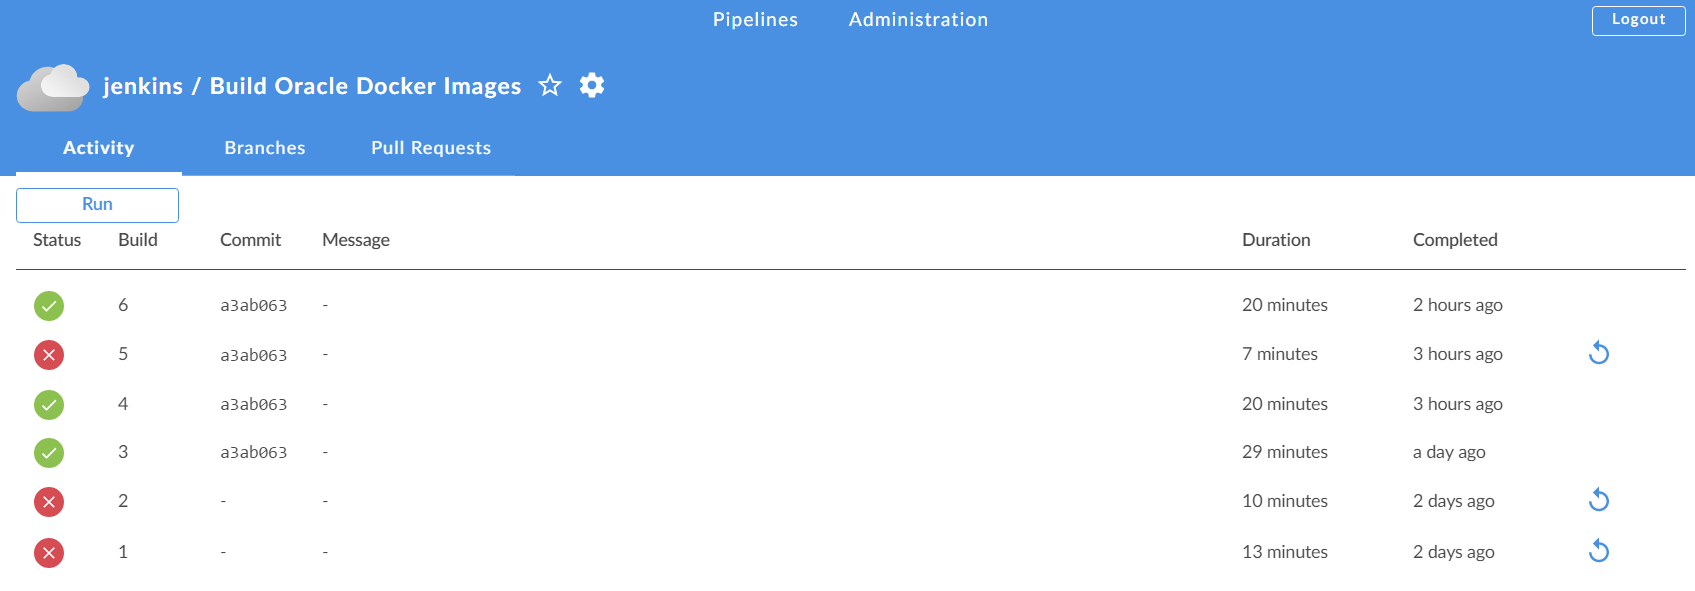 Pipelines Administration Logout
jenkins / Build Oracle Docker Images
Activity Branches Pull Requests
Run
Status Build Commit Message Duration Completed
6 a3ab063 - 20 minutes 2 hours ago
5 a3ab063 - 7 minutes 3 hours ago
4 a3ab063 - 20 minutes 3 hours ago
3 a3ab063 - 29 minutes a day ago
2 - - 10 minutes 2 days ago
1 - - 13 minutes 2 days ago